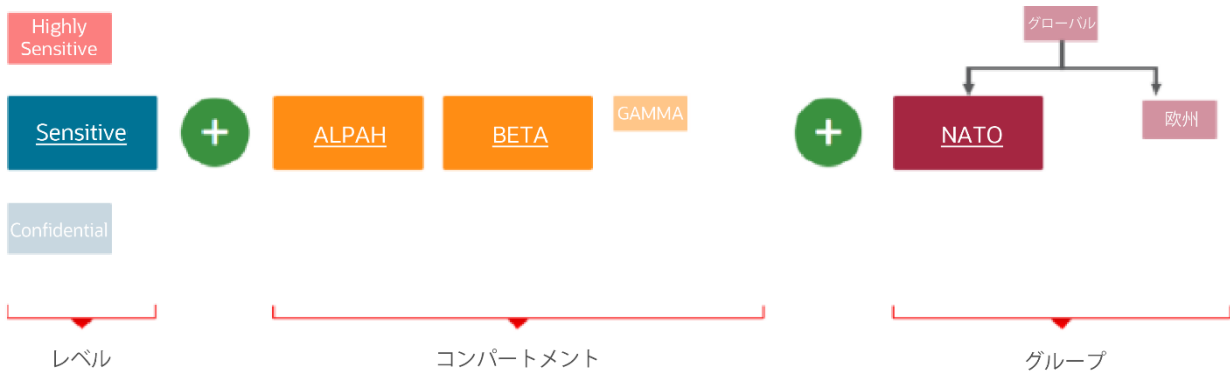 Highly
Sensitive
グローバル
Sensitive
+
ALPAH
BETA
GAMMA
+
NATO
欧州
Confidential
レベル
コンパートメント
グループ